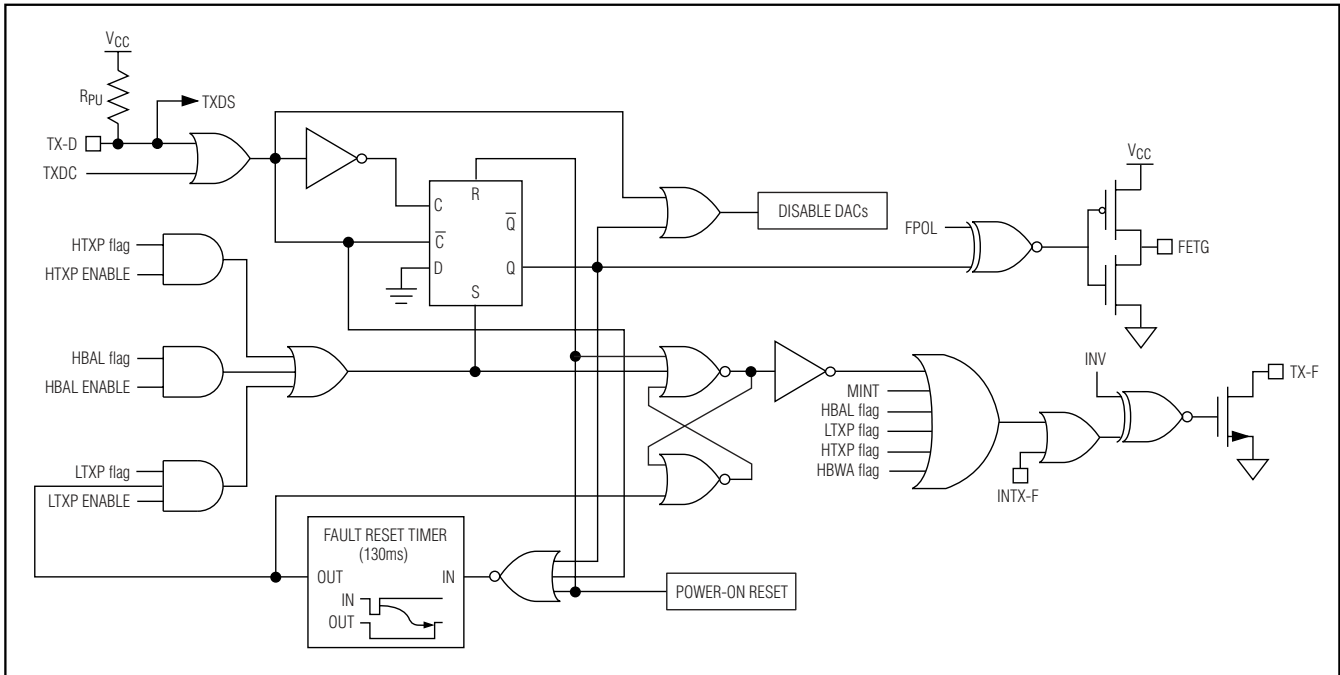 VCC
RPU
TXDS
TX-D
TXDC
R
C
Q̅
C̅
D
Q
S
DISABLE DACs
VCC
FPOL
FETG
HTXP flag
HTXP ENABLE
HBAL flag
HBAL ENABLE
LTXP flag
LTXP ENABLE
MINT
HBAL flag
LTXP flag
HTXP flag
HBWA flag
INV
TX-F
INTX-F
FAULT RESET TIMER
(130ms)
OUT
IN
IN
OUT
POWER-ON RESET